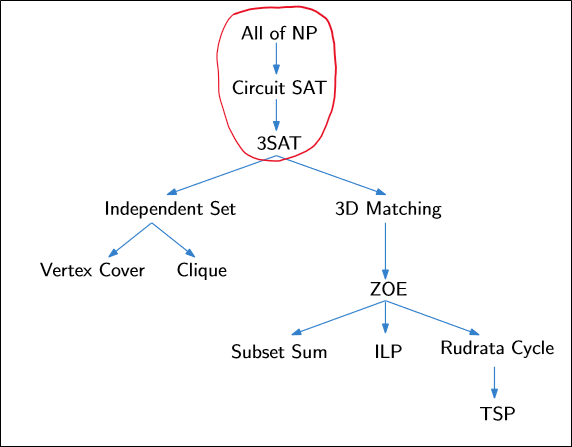 All of NP
Circuit SAT
3SAT
Independent Set
3D Matching
Vertex Cover
Clique
ZOE
Subset Sum
ILP
Rudrata Cycle
TSP